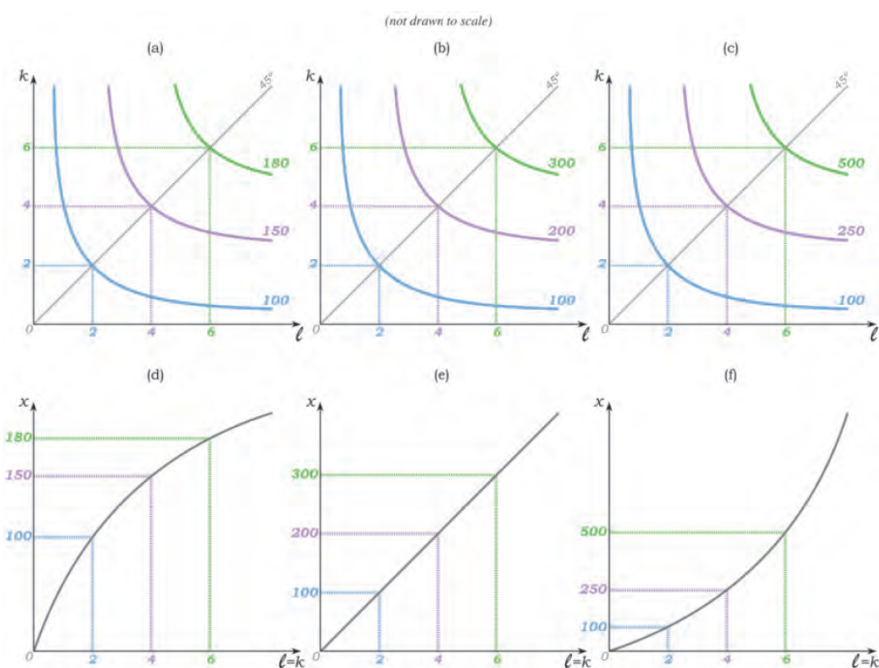 (not drawn to scale)
(a) (b) (c)
k 45° k 45° k 45°
6 180 6 300 6 500
4 150 4 200 4 250
2 100 2 100 2 100
0 2 4 6 ℓ 0 2 4 6 ℓ 0 2 4 6 ℓ
(d) (e) (f)
x x x
180
150 300 500
100 200 250
100 100
0 2 4 6 ℓ=k 0 2 4 6 ℓ=k 0 2 4 6 ℓ=k